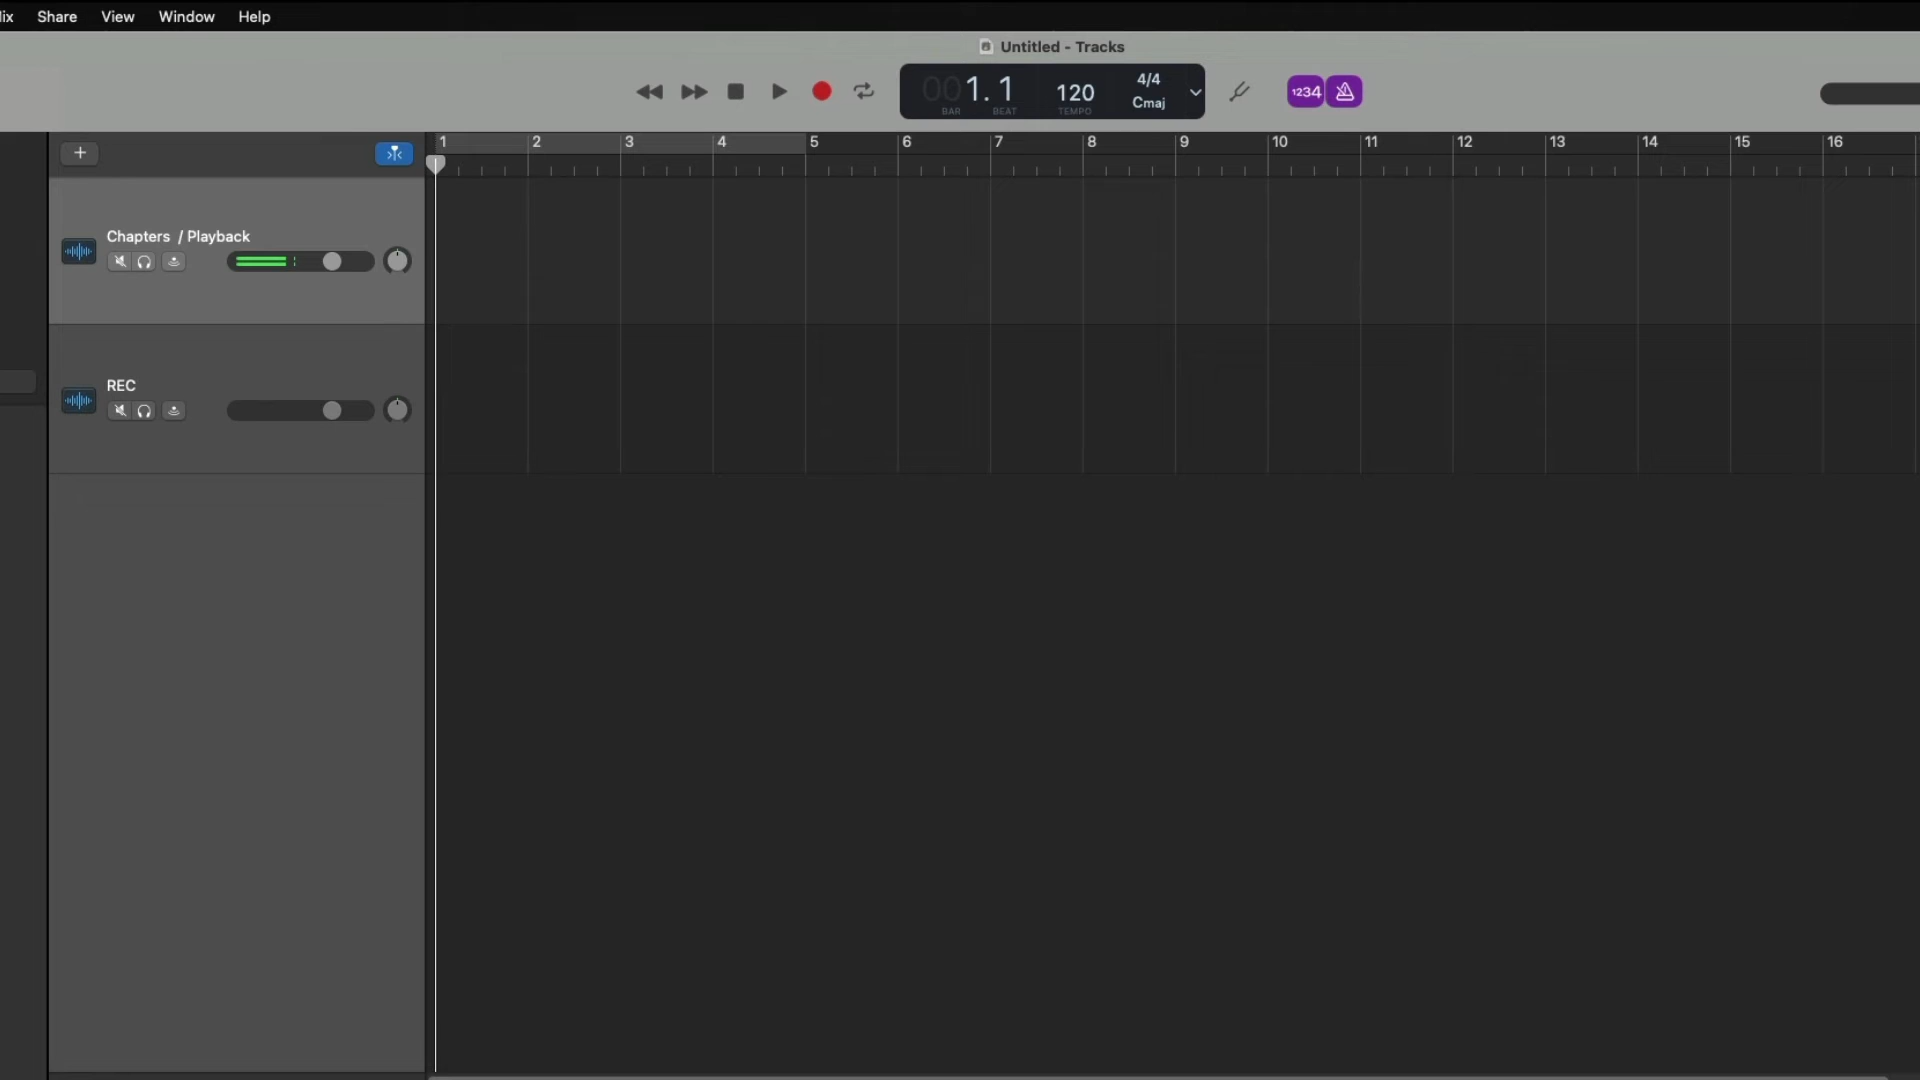 ix Share View Window Help
Untitled - Tracks
001. 1 120 4/4
Cmaj
BAR BEAT TEMPO
1234
1 2 3 4 5 6 7 8 9 10 11 12 13 14 15 16
Chapters / Playback
REC